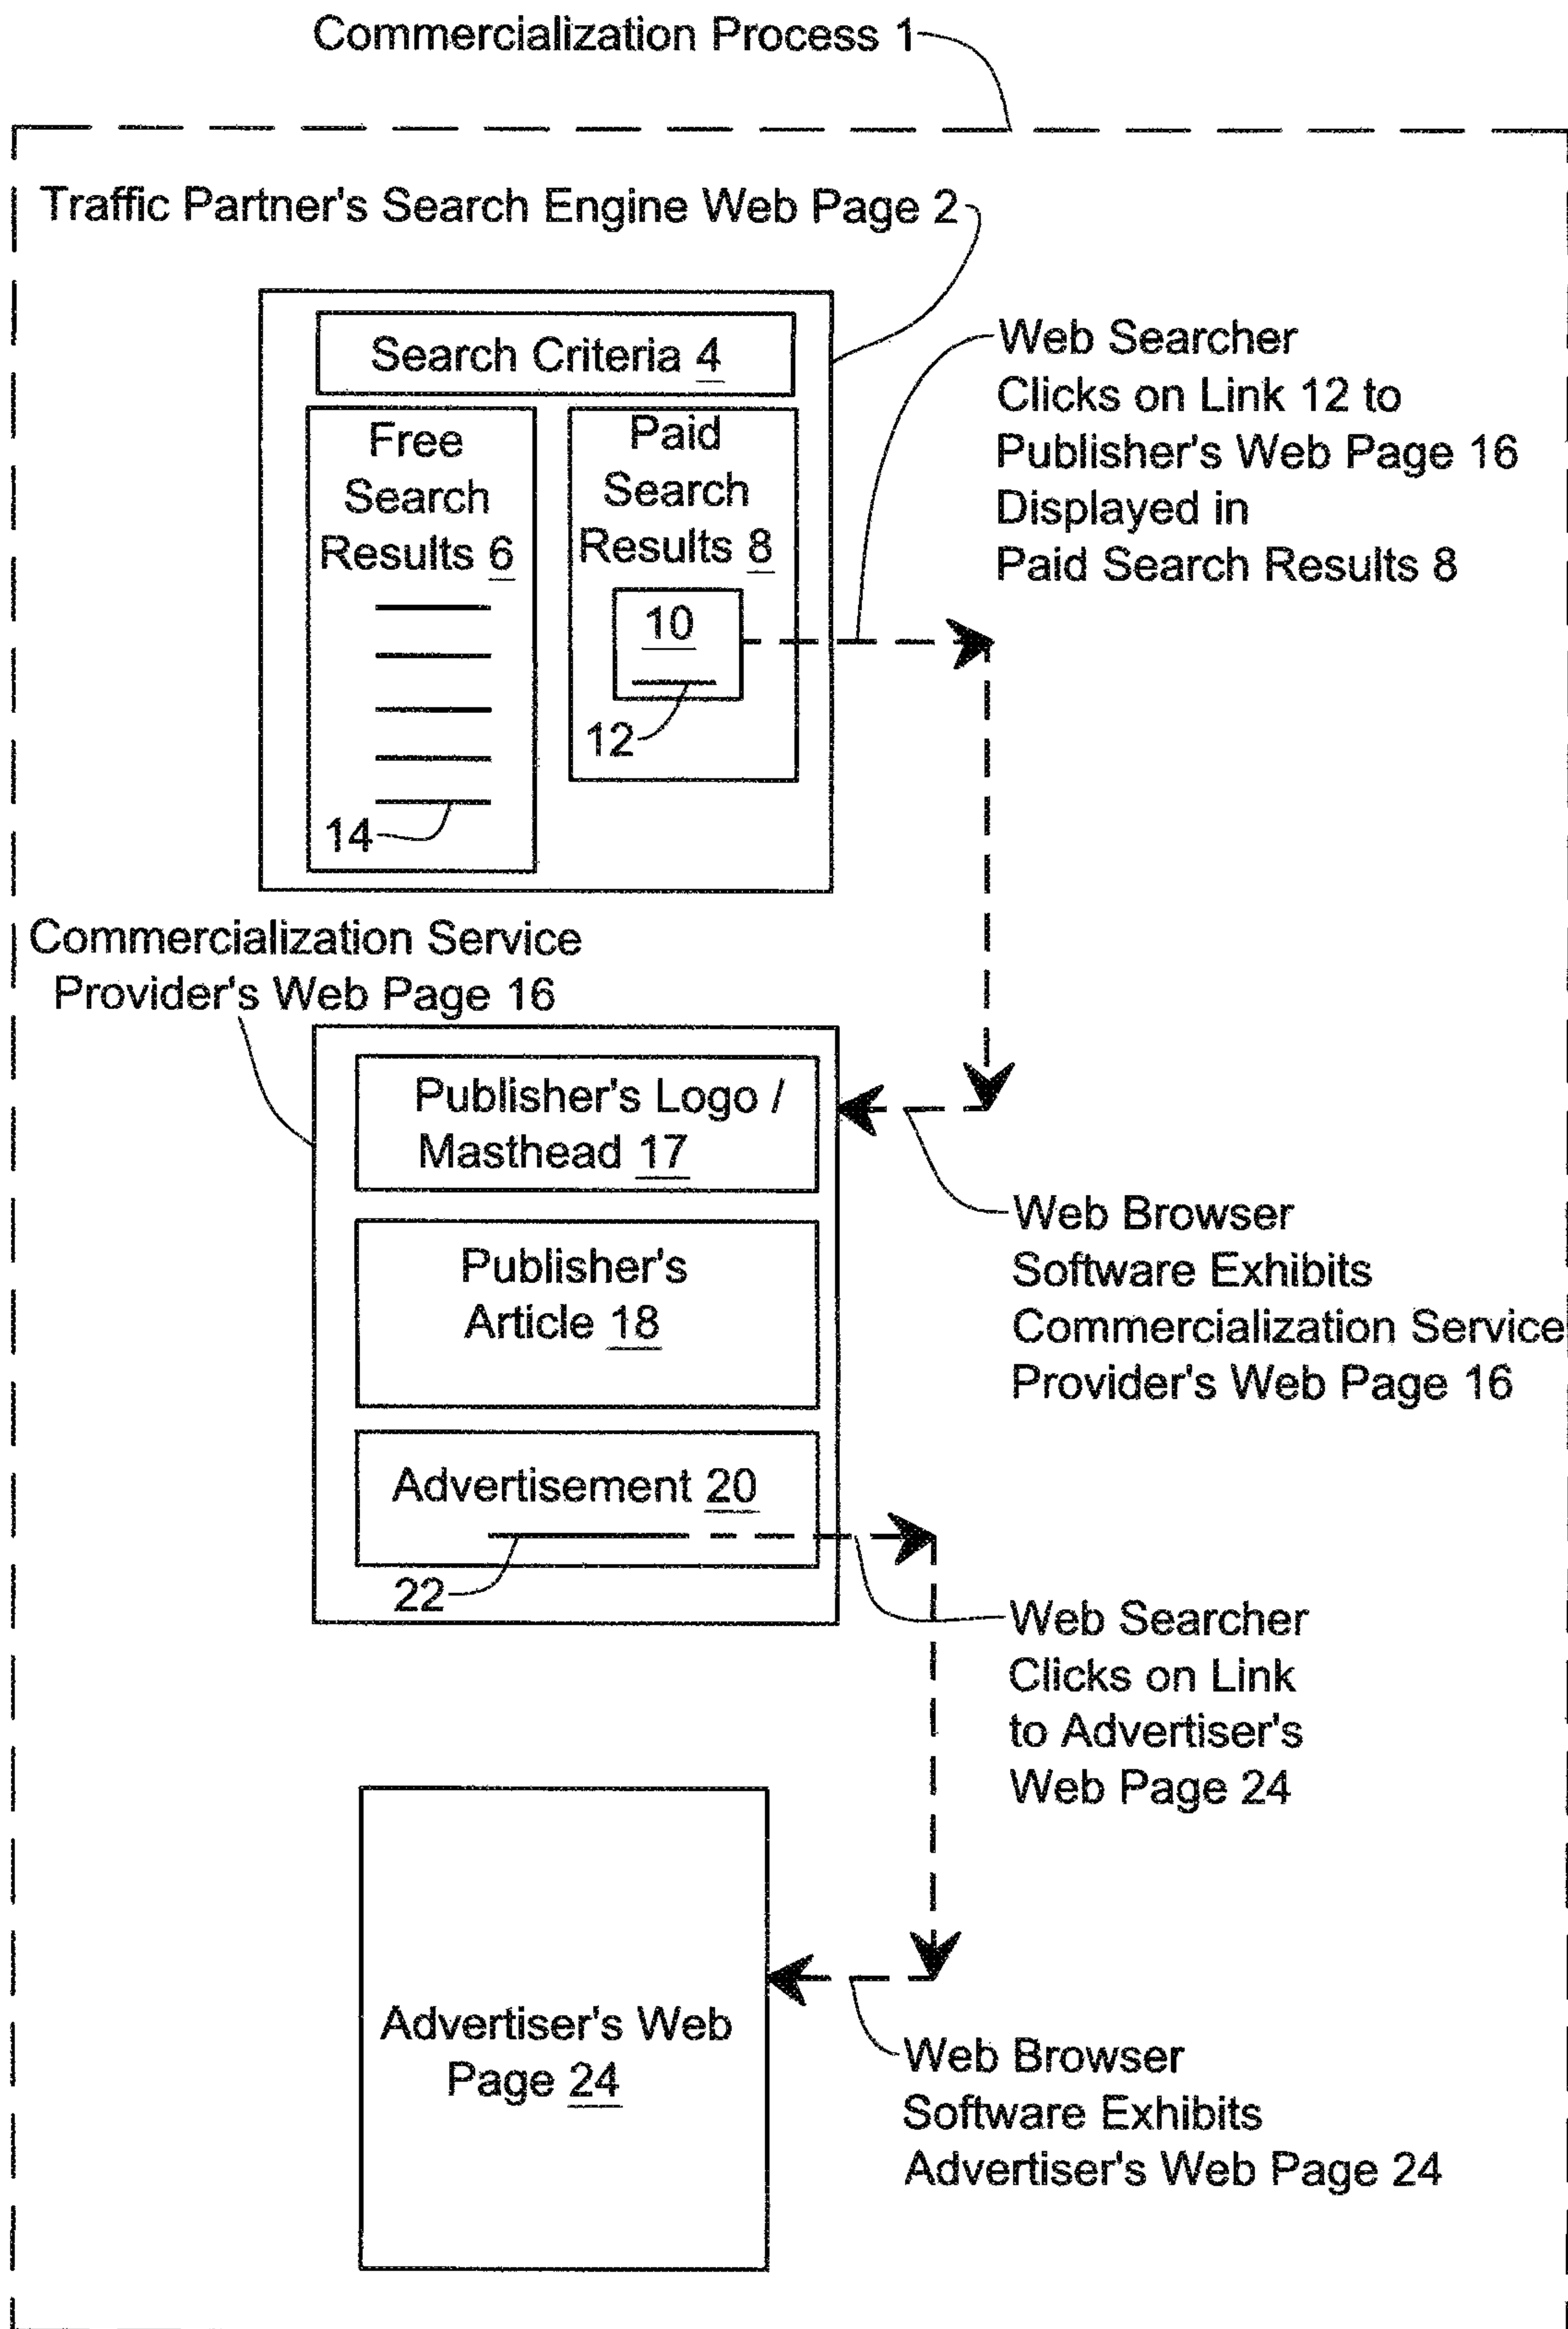 Commercialization Process 1
Traffic Partner's Search Engine Web Page 2
Search Criteria 4
Free
Search
Results 6
14
Paid
Search
Results 8
10
12
Web Searcher
Clicks on Link 12 to
Publisher's Web Page 16
Displayed in
Paid Search Results 8
Commercialization Service
Provider's Web Page 16
Publisher's Logo /
Masthead 17
Publisher's
Article 18
Advertisement 20
22
Web Browser
Software Exhibits
Commercialization Service
Provider's Web Page 16
Web Searcher
Clicks on Link
to Advertiser's
Web Page 24
Advertiser's Web
Page 24
Web Browser
Software Exhibits
Advertiser's Web Page 24